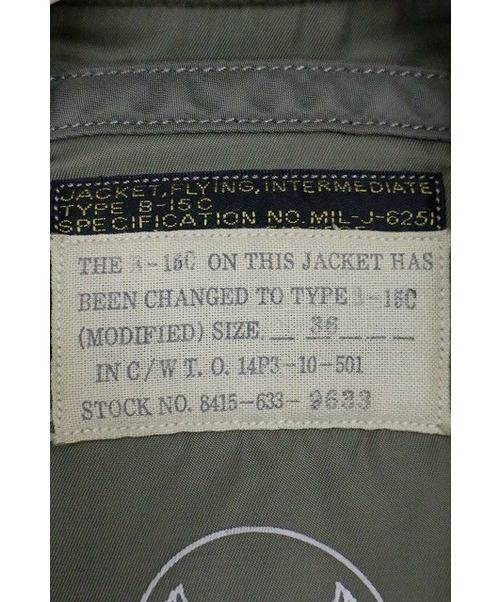 JACKET, FLYING, INTERMEDIATE
TYPE B-15C
SPECIFICATION NO. MIL-J-6251
THE A-15C ON THIS JACKET HAS
BEEN CHANGED TO TYPE -15C
(MODIFIED) SIZE 36
IN C/W T. O. 14P3-10-501
STOCK NO. 8415-633-9633